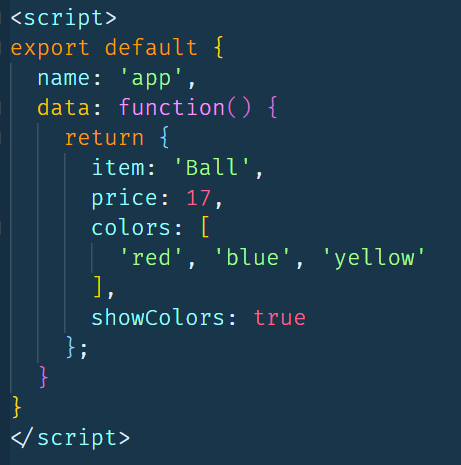 <script>
export default {
  name: 'app',
  data: function() {
    return {
      item: 'Ball',
      price: 17,
      colors: [
        'red', 'blue', 'yellow'
      ],
      showColors: true
    };
  }
}
</script>